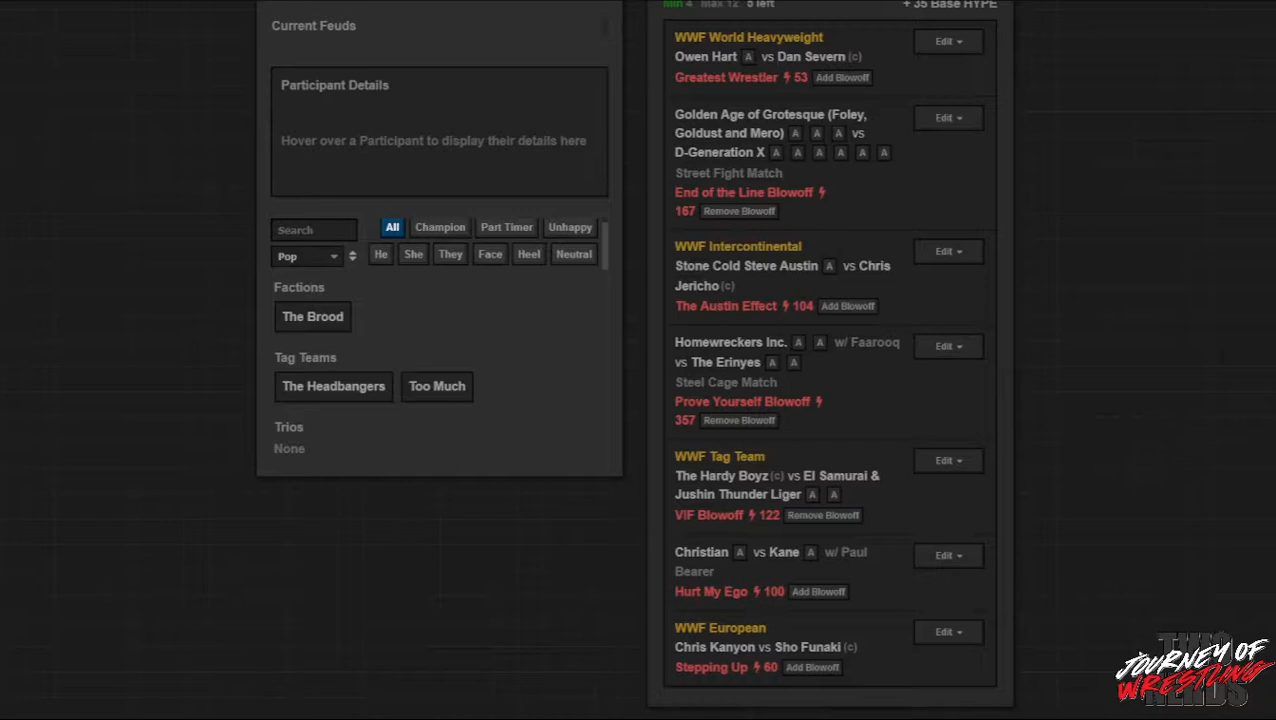 Current Feuds
Participant Details
Hover over a Participant to display their details here
Search
All Champion Part Timer Unhappy
Pop
He She They Face Heel Neutral
Factions
The Brood
Tag Teams
The Headbangers Too Much
Trios
None
Min 4 Max 12 5 left + 35 Base HYPE
WWF World Heavyweight
Edit
Owen Hart A vs Dan Severn (c)
Greatest Wrestler 53 Add Blowoff
Golden Age of Grotesque (Foley,
Edit
Goldust and Mero) A A A vs
D-Generation X A A A A A A
Street Fight Match
End of the Line Blowoff
167 Remove Blowoff
WWF Intercontinental
Edit
Stone Cold Steve Austin A vs Chris
Jericho (c)
The Austin Effect 104 Add Blowoff
Homewreckers Inc. A A w/ Faarooq
Edit
vs The Erinyes A A
Steel Cage Match
Prove Yourself Blowoff
357 Remove Blowoff
WWF Tag Team
Edit
The Hardy Boyz (c) vs El Samurai &
Jushin Thunder Liger A A
VIF Blowoff 122 Remove Blowoff
Christian A vs Kane A w/ Paul
Edit
Bearer
Hurt My Ego 100 Add Blowoff
WWF European
Edit
Chris Kanyon vs Sho Funaki (c)
Stepping Up 60 Add Blowoff
TWO
JOURNEY OF
WRESTLING
NERDS